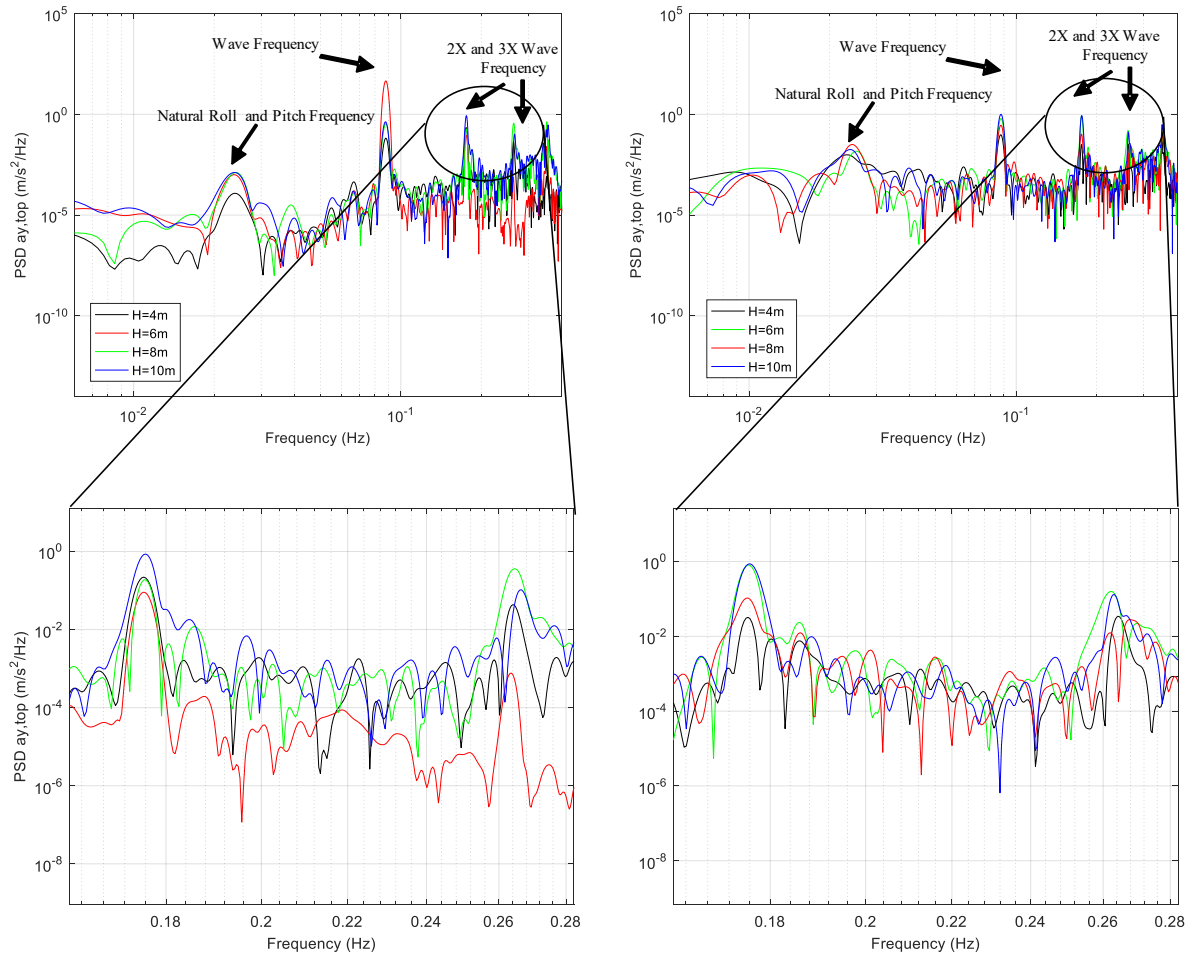 10^5
Wave Frequency
2X and 3X Wave
Frequency
Natural Roll and Pitch Frequency
10^0
10^-5
10^-10
PSD ay,top (m/s^2/Hz)
H=4m
H=6m
H=8m
H=10m
10^-2
10^-1
Frequency (Hz)
10^5
Wave Frequency
2X and 3X Wave
Frequency
Natural Roll and Pitch Frequency
10^0
10^-5
10^-10
PSD ay,top (m/s^2/Hz)
H=4m
H=6m
H=8m
H=10m
10^-2
10^-1
Frequency (Hz)
10^0
10^-2
10^-4
10^-6
10^-8
PSD ay,top (m/s^2/Hz)
0.18
0.2
0.22
0.24
0.26
0.28
Frequency (Hz)
10^0
10^-2
10^-4
10^-6
10^-8
0.18
0.2
0.22
0.24
0.26
0.28
Frequency (Hz)